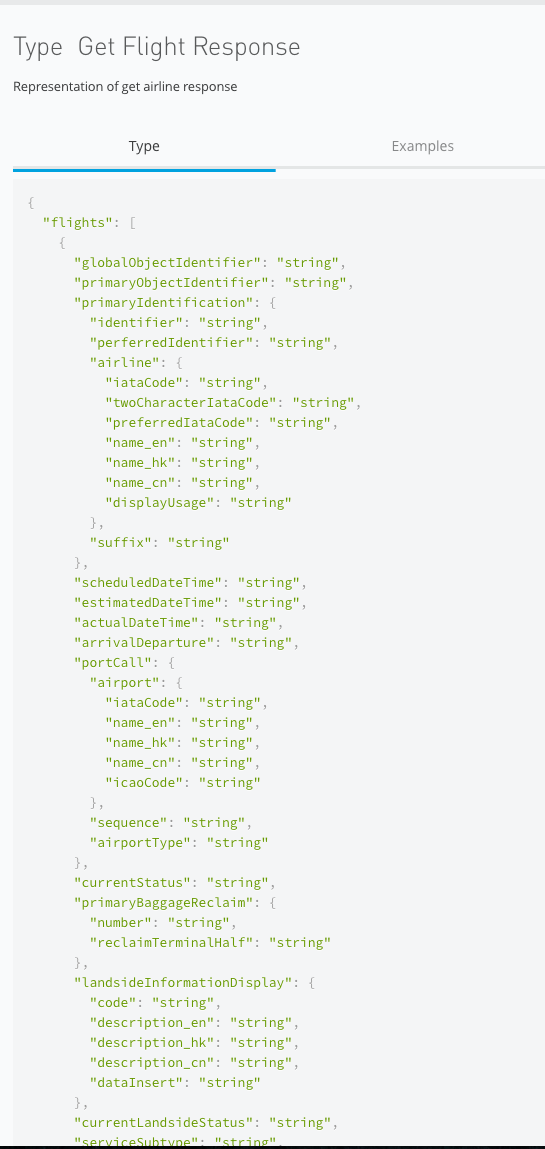 Type Get Flight Response
Representation of get airline response
Type Examples
{
"flights": [
{
"globalObjectIdentifier": "string",
"primaryObjectIdentifier": "string",
"primaryIdentification": {
"identifier": "string",
"perferredIdentifier": "string",
"airline": {
"iataCode": "string",
"twoCharacterIataCode": "string",
"preferredIataCode": "string",
"name_en": "string",
"name_hk": "string",
"name_cn": "string",
"displayUsage": "string"
},
"suffix": "string"
},
"scheduledDateTime": "string",
"estimatedDateTime": "string",
"actualDateTime": "string",
"arrivalDeparture": "string",
"portCall": {
"airport": {
"iataCode": "string",
"name_en": "string",
"name_hk": "string",
"name_cn": "string",
"icaoCode": "string"
},
"sequence": "string",
"airportType": "string"
},
"currentStatus": "string",
"primaryBaggageReclaim": {
"number": "string",
"reclaimTerminalHalf": "string"
},
"landsideInformationDisplay": {
"code": "string",
"description_en": "string",
"description_hk": "string",
"description_cn": "string",
"dataInsert": "string"
},
"currentLandsideStatus": "string",
"serviceSubtype": "string",